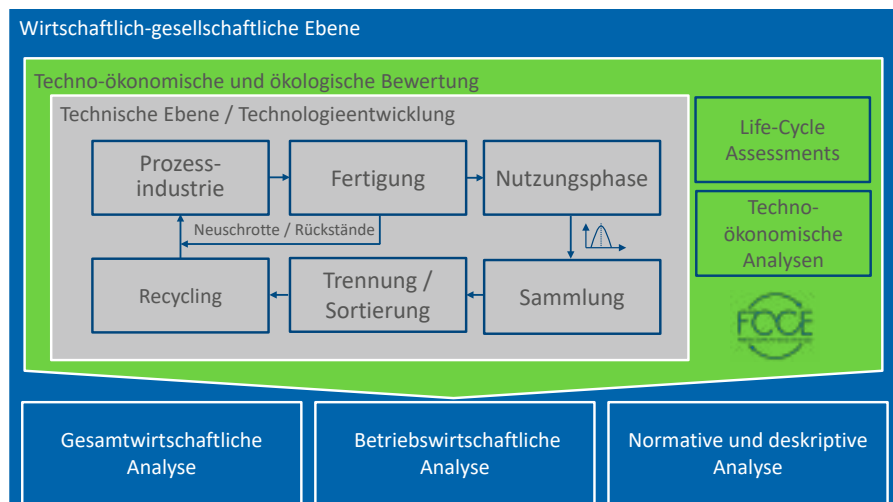 Wirtschaftlich-gesellschaftliche Ebene
Techno-ökonomische und ökologische Bewertung
Technische Ebene / Technologieentwicklung
Prozess-
industrie
Fertigung
Nutzungsphase
Neuschrotte / Rückstände
Recycling
Trennung /
Sortierung
Sammlung
Life-Cycle
Assessments
Techno-
ökonomische
Analysen
FCCE
Gesamtwirtschaftliche
Analyse
Betriebswirtschaftliche
Analyse
Normative und deskriptive
Analyse